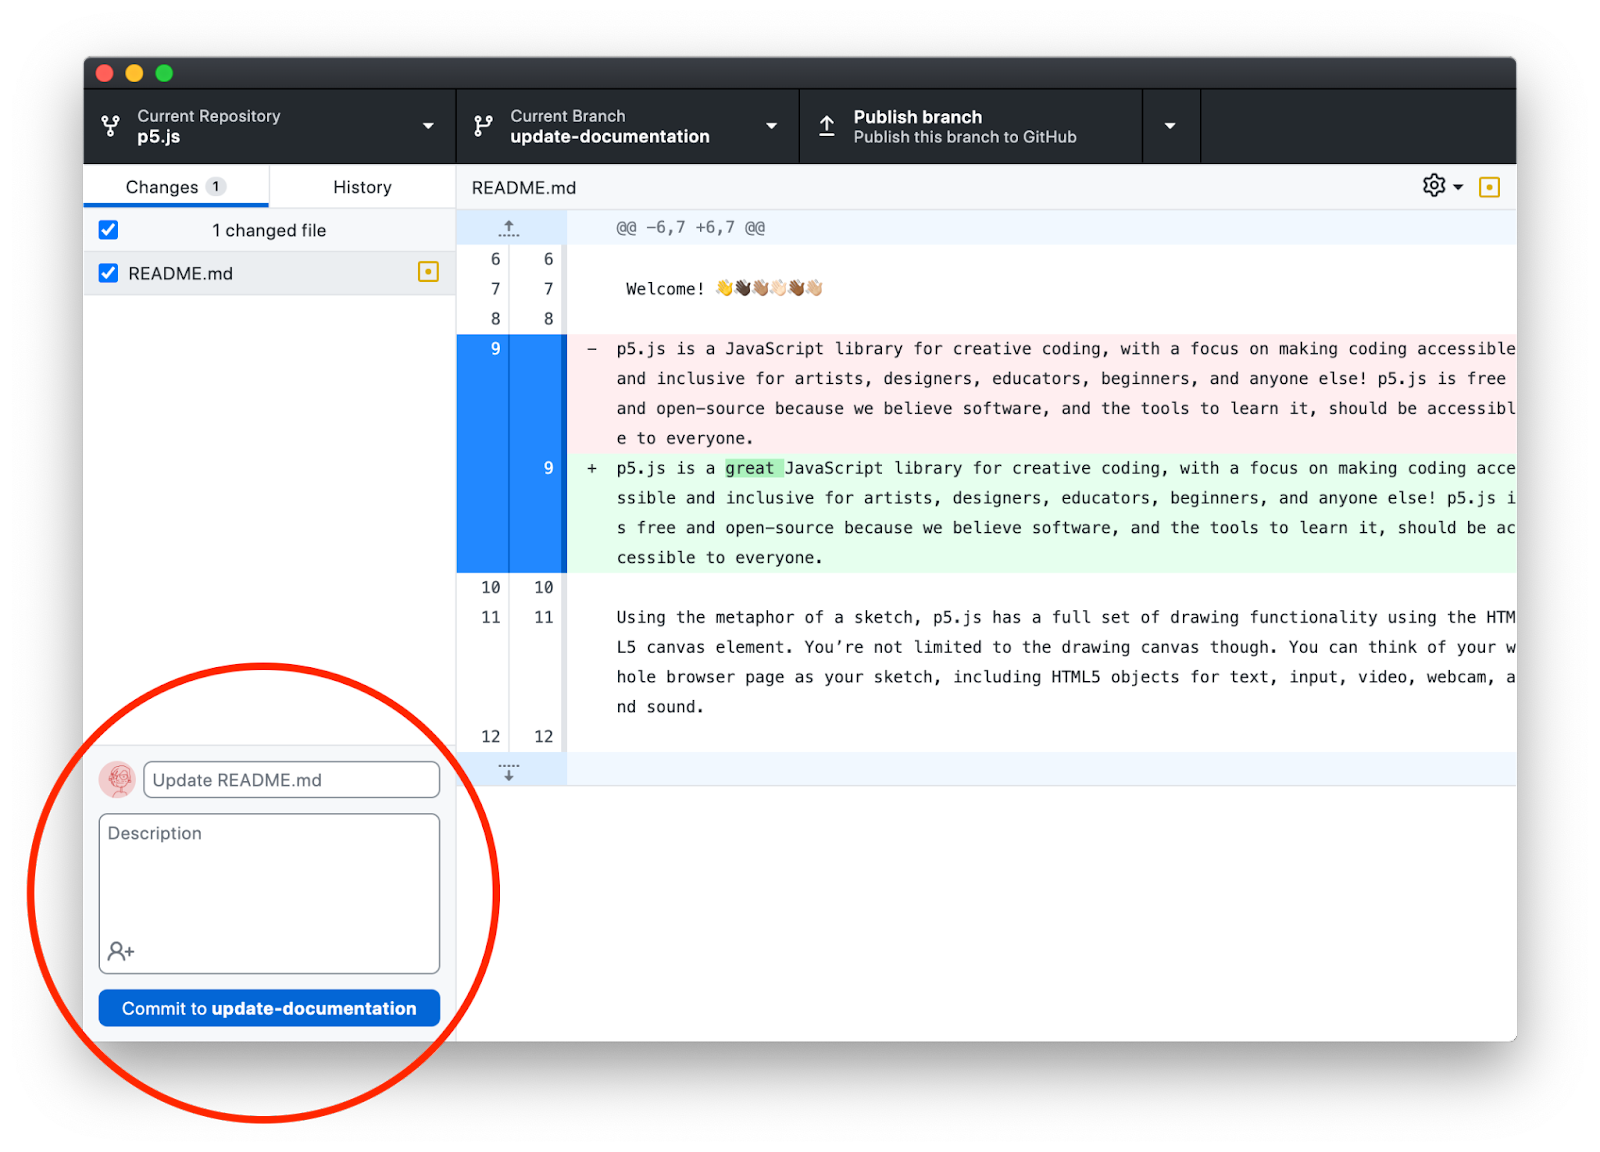 Current Repository
p5.js
Current Branch
update-documentation
Publish branch
Publish this branch to GitHub
Changes 1
History
README.md
1 changed file
README.md
@@ -6,7 +6,7 @@
6 6
7 7 Welcome! 👋👋🏿👋🏽👋🏻👋🏾👋🏼
8 8
9 - p5.js is a JavaScript library for creative coding, with a focus on making coding accessible
and inclusive for artists, designers, educators, beginners, and anyone else! p5.js is free
and open-source because we believe software, and the tools to learn it, should be accessibl
e to everyone.
9 + p5.js is a great JavaScript library for creative coding, with a focus on making coding acce
ssible and inclusive for artists, designers, educators, beginners, and anyone else! p5.js i
s free and open-source because we believe software, and the tools to learn it, should be ac
cessible to everyone.
10 10
11 11 Using the metaphor of a sketch, p5.js has a full set of drawing functionality using the HTM
L5 canvas element. You’re not limited to the drawing canvas though. You can think of your w
hole browser page as your sketch, including HTML5 objects for text, input, video, webcam, a
nd sound.
12 12
Update README.md
Description
Commit to update-documentation